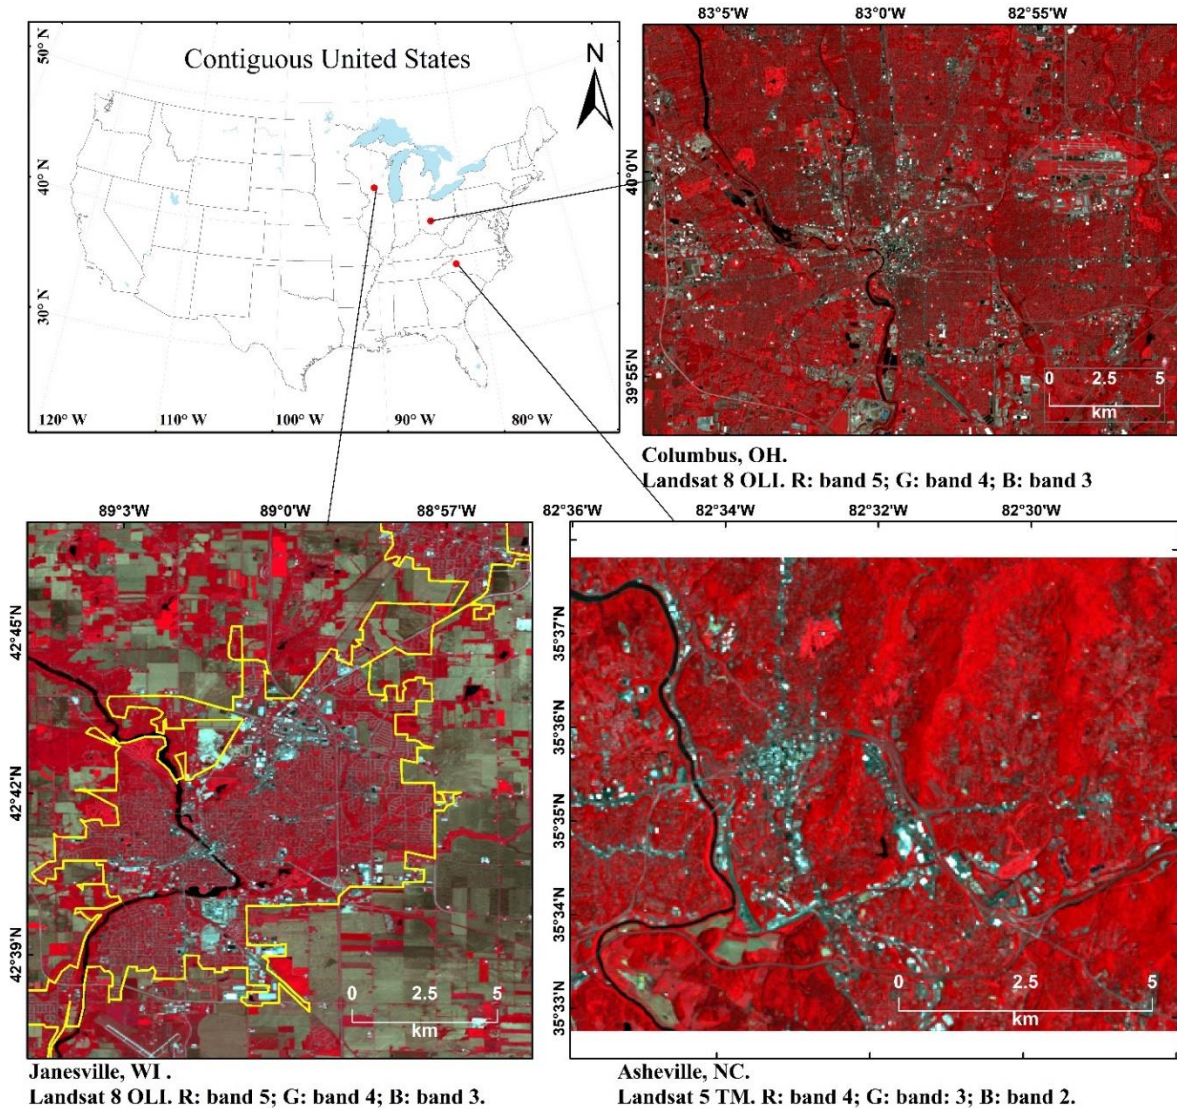 Contiguous United States
N
50° N
40° N
30° N
120° W
110° W
100° W
90° W
80° W
83°5'W
83°0'W
82°55'W
40°0'N
39°55'N
0
2.5
5
km
Columbus, OH.
Landsat 8 OLI. R: band 5; G: band 4; B: band 3
89°3'W
89°0'W
88°57'W
42°45'N
42°42'N
42°39'N
0
2.5
5
km
Janesville, WI .
Landsat 8 OLI. R: band 5; G: band 4; B: band 3.
82°36'W
82°34'W
82°32'W
82°30'W
35°37'N
35°36'N
35°35'N
35°34'N
35°33'N
0
2.5
5
km
Asheville, NC.
Landsat 5 TM. R: band 4; G: band: 3; B: band 2.